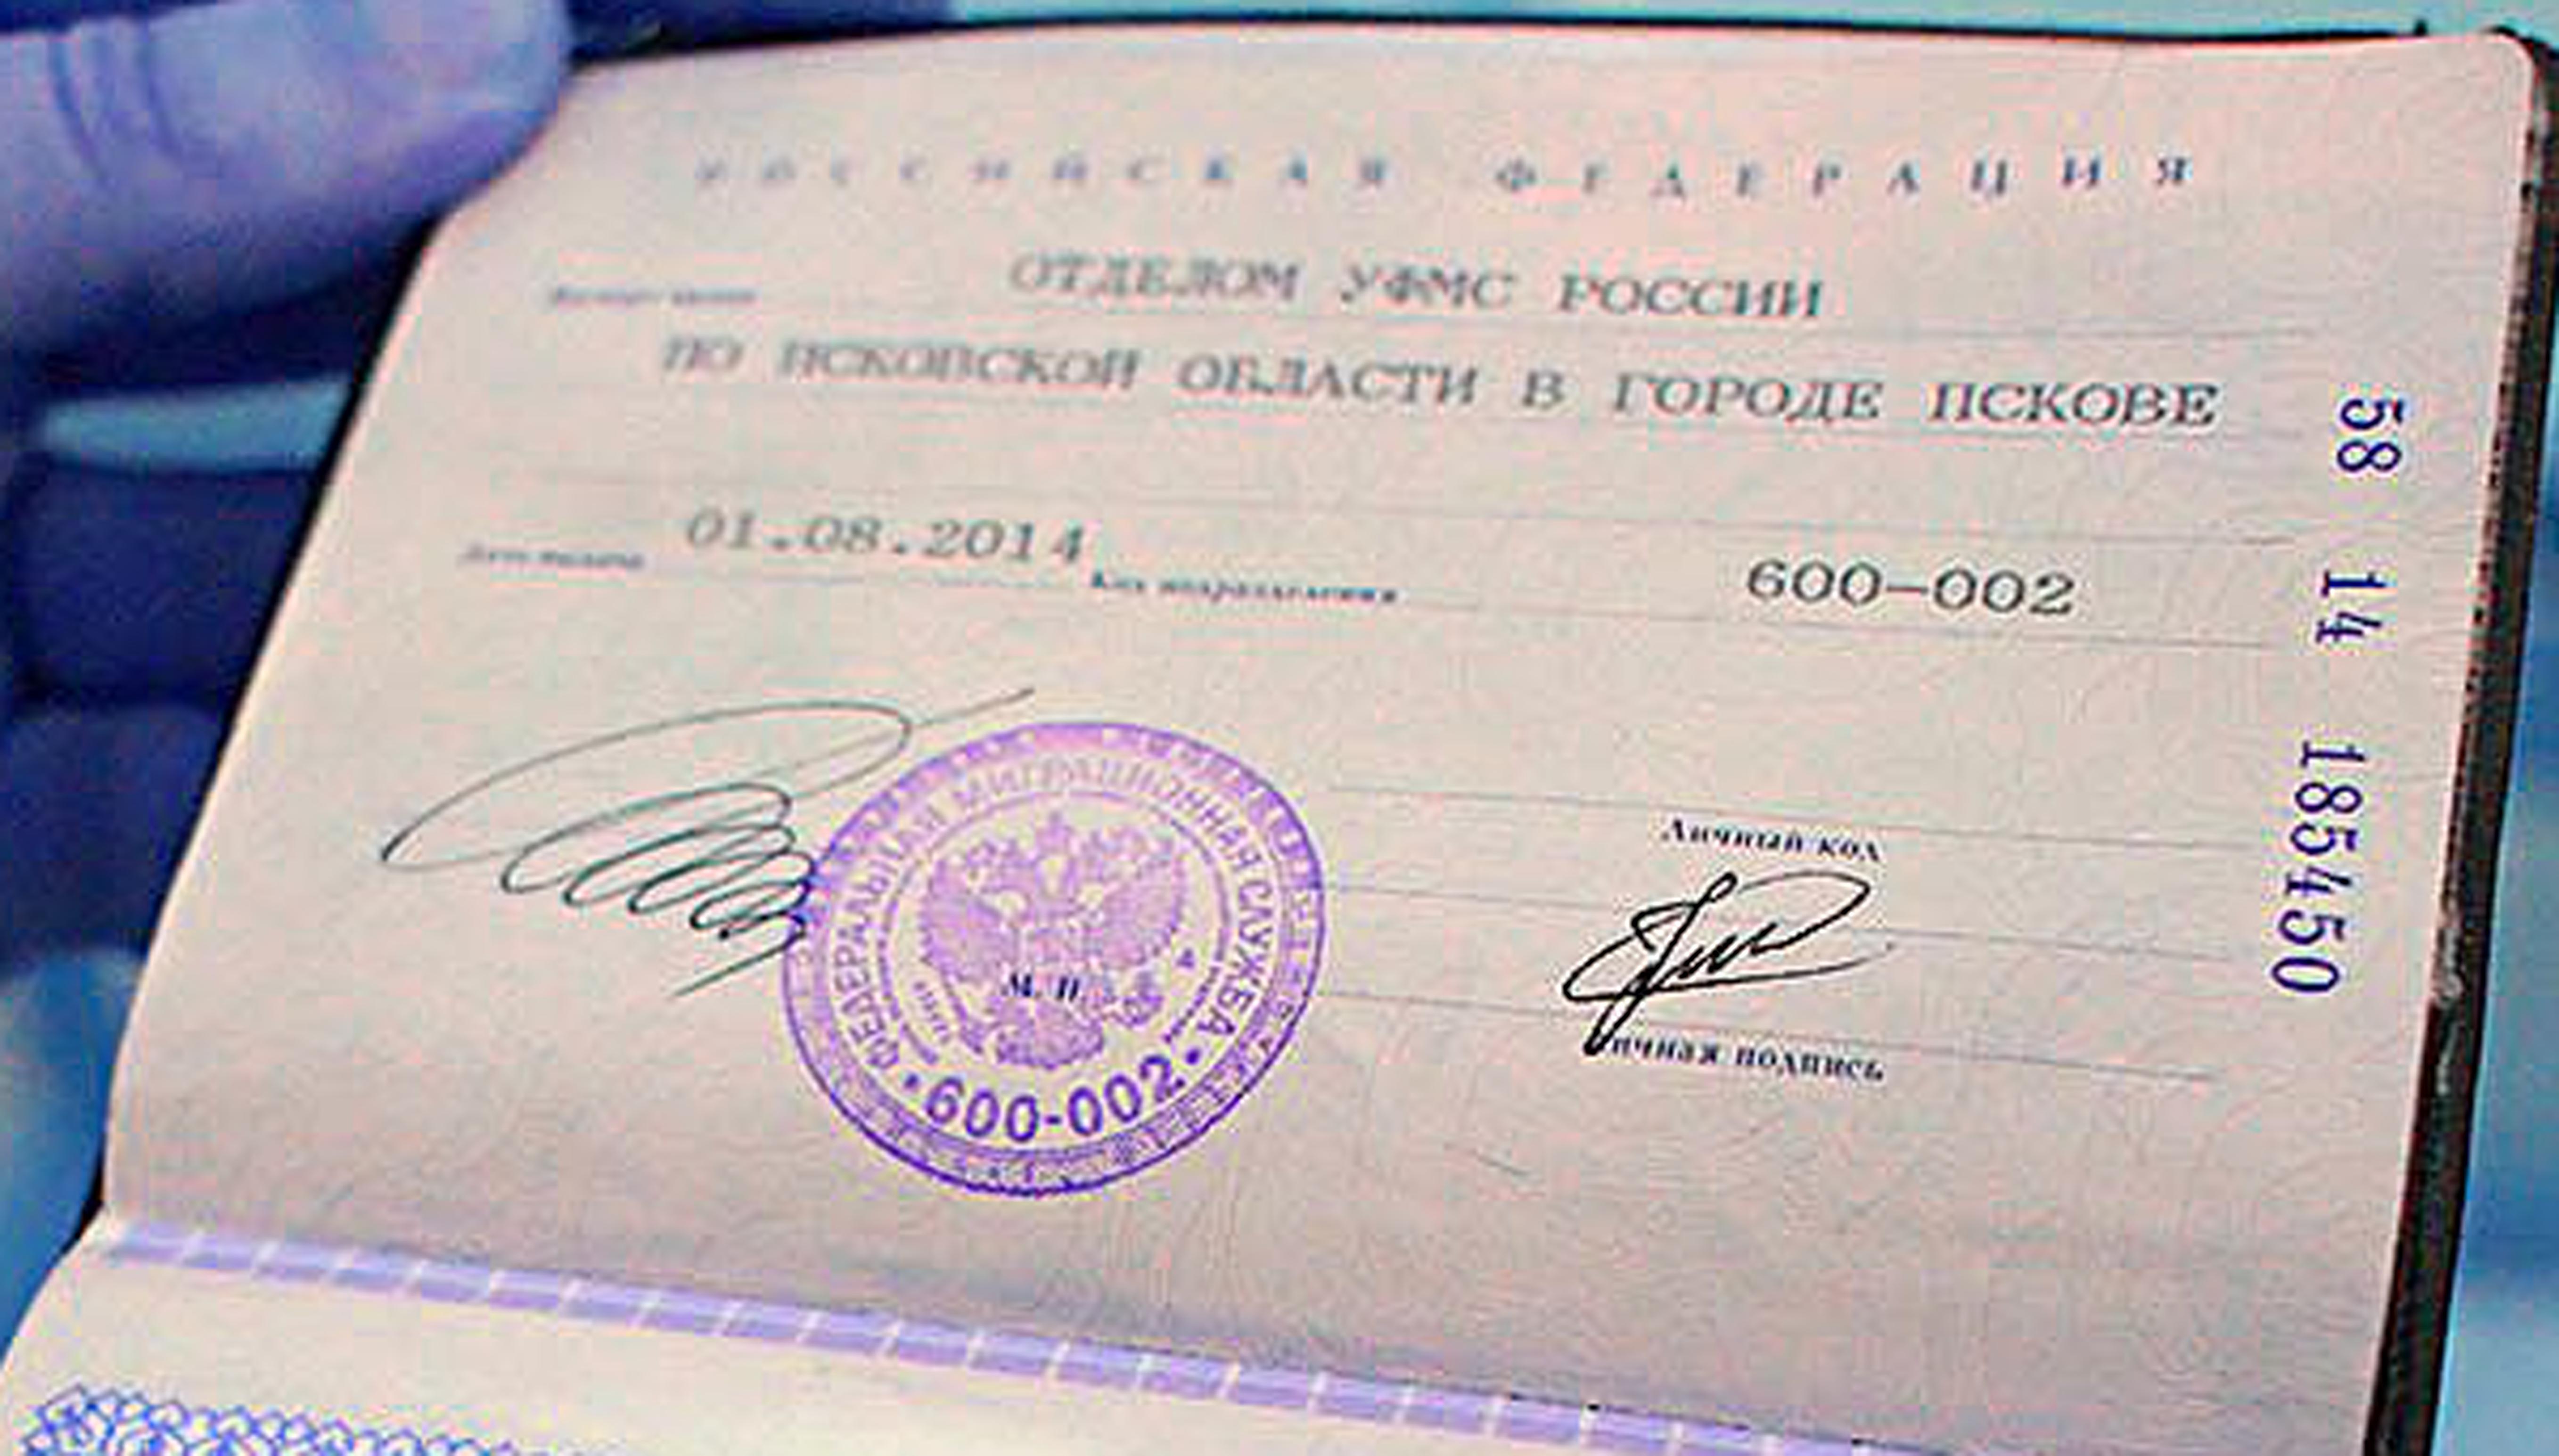 РОССИЙСКАЯ ФЕДЕРАЦИЯ
Паспорт выдан ОТДЕЛОМ УФМС РОССИИ
ПО ПСКОВСКОЙ ОБЛАСТИ В ГОРОДЕ ПСКОВЕ
Дата выдачи 01.08.2014 Код подразделения 600-002
Личный код
ФЕДЕРАЛЬНАЯ МИГРАЦИОННАЯ СЛУЖБА
М. П.
•600-002•
ичная подпись
58 14 185450